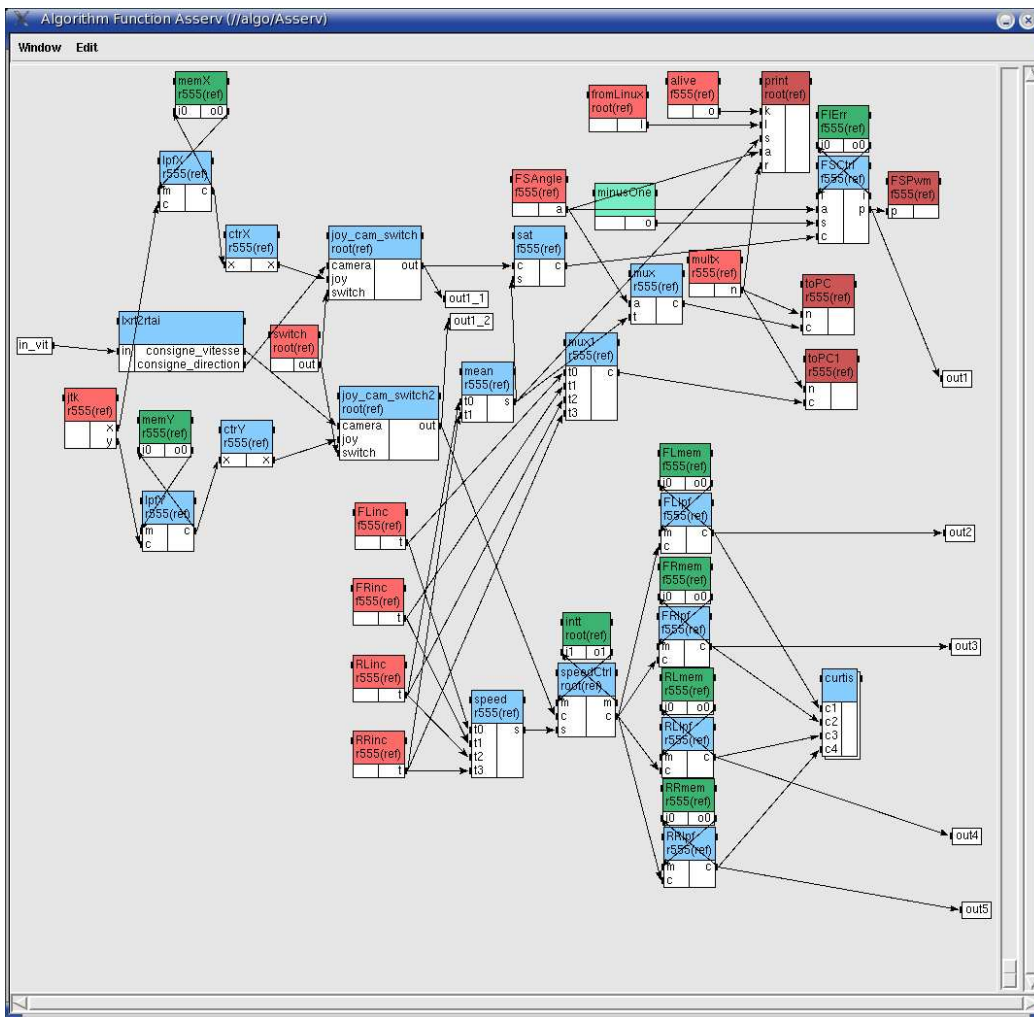 Algorithm Function Asserv (//algo/Asserv)
Window Edit
memX
r555(ref)
i0 o0
lpfX
r555(ref)
m c
c
ctrX
r555(ref)
x x
joy_cam_switch
root(ref)
camera out
joy
switch
out1_1
out1_2
in_vit
lxrt2rtai
in consigne_vitesse
consigne_direction
switch
root(ref)
out
jtk
r555(ref)
x
y
memY
r555(ref)
i0 o0
ctrY
r555(ref)
x x
lpfY
r555(ref)
m c
c
joy_cam_switch2
root(ref)
camera out
joy
switch
fromLinux
root(ref)
l
alive
f555(ref)
o
print
root(ref)
k
l
s
a
r
FIErr
f555(ref)
i0 o0
FSCtrl
f555(ref)
i i
a p
s
c
FSPwm
f555(ref)
p
FSAngle
f555(ref)
a
minusOne
o
sat
f555(ref)
c c
s
mux
r555(ref)
a c
t
multx
r555(ref)
n
toPC
r555(ref)
n
c
toPC1
r555(ref)
n
c
out1
mean
r555(ref)
t0 s
t1
mux1
r555(ref)
t0 c
t1
t2
t3
FLinc
f555(ref)
t
FRinc
f555(ref)
t
RLinc
r555(ref)
t
RRinc
r555(ref)
t
speed
r555(ref)
t0 s
t1
t2
t3
intt
root(ref)
i1 o1
speedCtrl
root(ref)
m m
c c
s
FLmem
f555(ref)
i0 o0
FLlpf
f555(ref)
m c
c
out2
FRmem
f555(ref)
i0 o0
FRlpf
f555(ref)
m c
c
out3
RLmem
r555(ref)
i0 o0
RLlpf
r555(ref)
m c
c
out4
RRmem
r555(ref)
i0 o0
RRlpf
r555(ref)
m c
c
out5
curtis
c1
c2
c3
c4